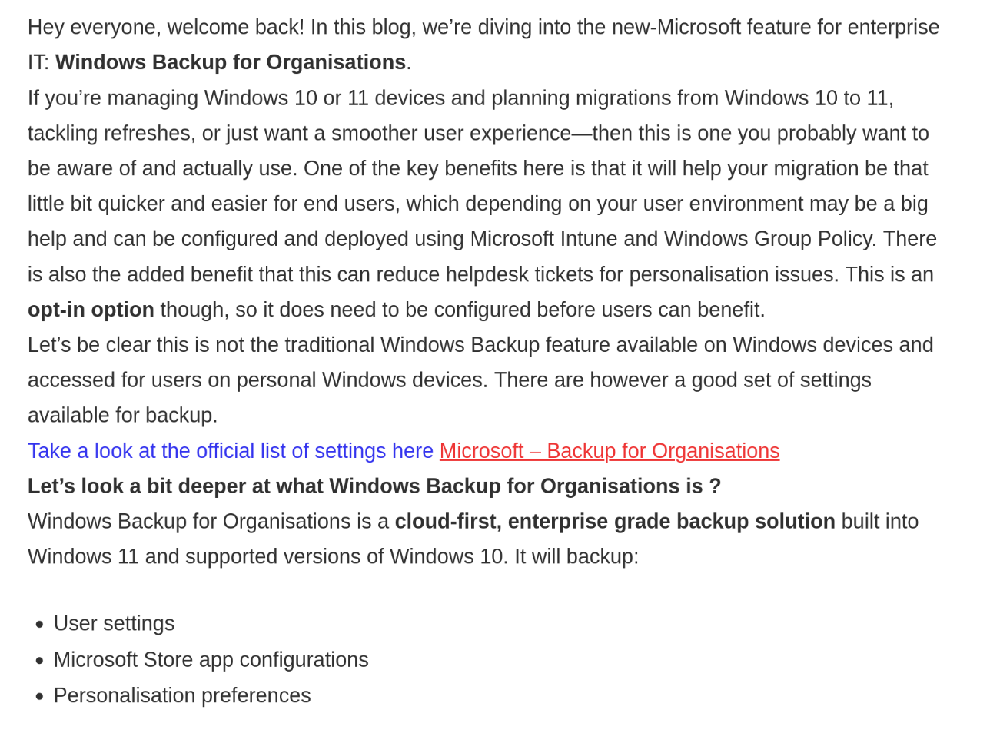 Hey everyone, welcome back! In this blog, we’re diving into the new-Microsoft feature for enterprise
IT: Windows Backup for Organisations.
If you’re managing Windows 10 or 11 devices and planning migrations from Windows 10 to 11,
tackling refreshes, or just want a smoother user experience—then this is one you probably want to
be aware of and actually use. One of the key benefits here is that it will help your migration be that
little bit quicker and easier for end users, which depending on your user environment may be a big
help and can be configured and deployed using Microsoft Intune and Windows Group Policy. There
is also the added benefit that this can reduce helpdesk tickets for personalisation issues. This is an
opt-in option though, so it does need to be configured before users can benefit.
Let’s be clear this is not the traditional Windows Backup feature available on Windows devices and
accessed for users on personal Windows devices. There are however a good set of settings
available for backup.
Take a look at the official list of settings here Microsoft – Backup for Organisations
Let’s look a bit deeper at what Windows Backup for Organisations is ?
Windows Backup for Organisations is a cloud-first, enterprise grade backup solution built into
Windows 11 and supported versions of Windows 10. It will backup:
• User settings
• Microsoft Store app configurations
• Personalisation preferences